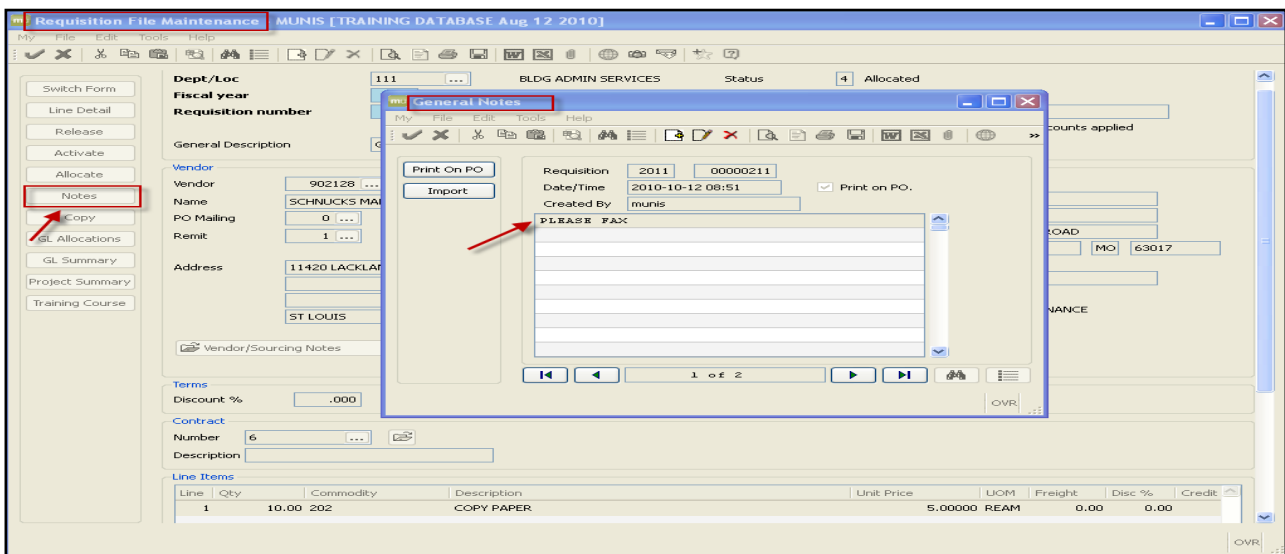 Requisition File Maintenance - MUNIS [TRAINING DATABASE Aug 12 2010]
My File Edit Tools Help
Switch Form
Line Detail
Release
Activate
Allocate
Notes
Copy
GL Allocations
GL Summary
Project Summary
Training Course
Dept/Loc 111 ... BLDG ADMIN SERVICES Status 4 Allocated
Fiscal year
Requisition number
General Description
counts applied
Vendor
Vendor 902128 ...
Name SCHNUCKS MA
PO Mailing 0 ...
Remit 1 ...
Address 11420 LACKLA
ST LOUIS
Vendor/Sourcing Notes
ROAD
MO 63017
NANCE
General Notes
My File Edit Tools Help
Print On PO
Import
Requisition 2011 00000211
Date/Time 2010-10-12 08:51 Print on PO.
Created By munis
PLEASE FAX
1 of 2
OVR
Terms
Discount % .000
Contract
Number 6 ...
Description
Line Items
Line Qty Commodity Description Unit Price UOM Freight Disc % Credit
1 10.00 202 COPY PAPER 5.00000 REAM 0.00 0.00
OVR